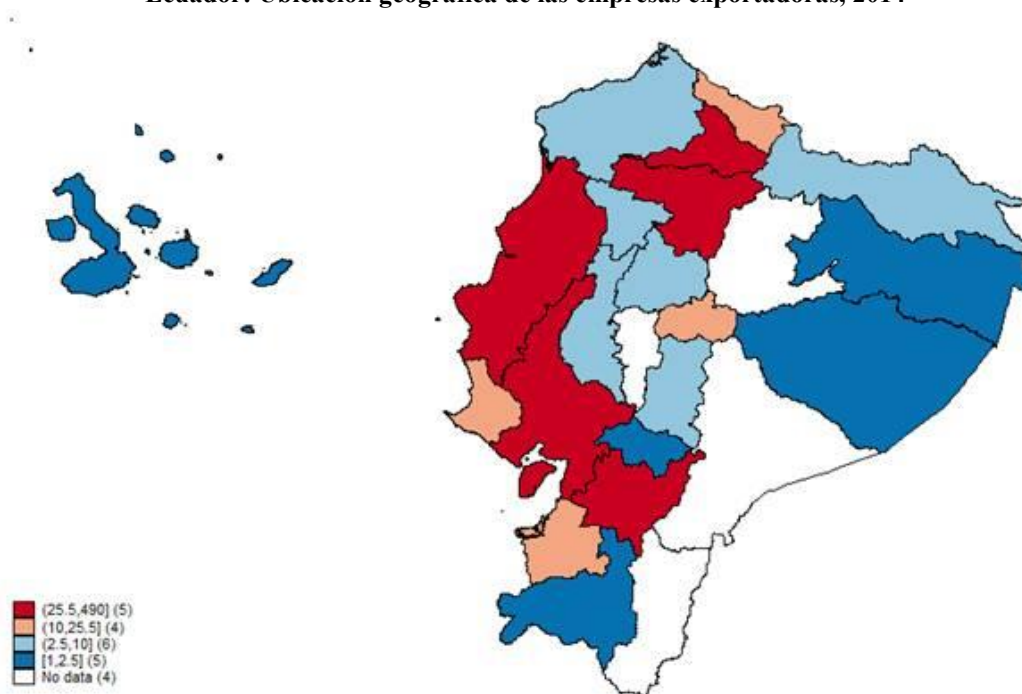 Ecuador: Ubicación geográfica de las empresas exportadoras, 2014
(25.5,490] (5)
(10,25.5] (4)
(2.5,10] (6)
[1,2.5] (5)
No data (4)